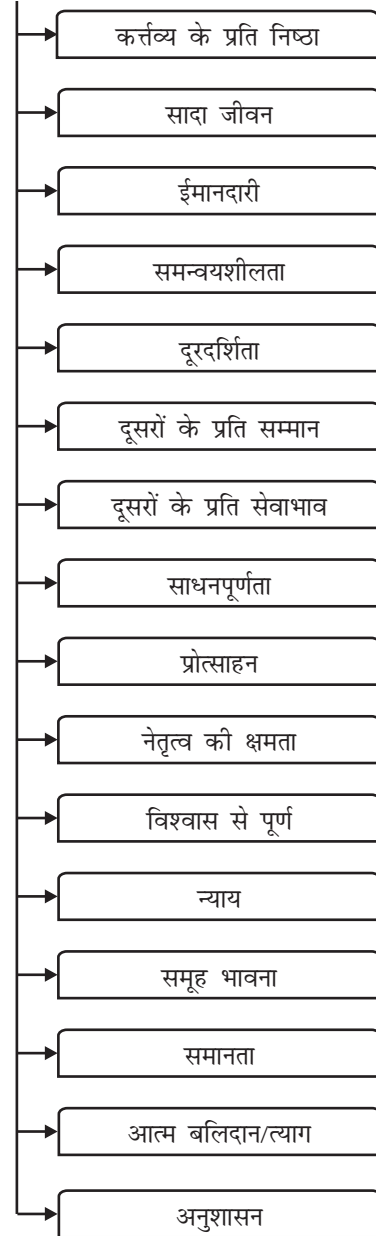 कर्त्तव्य के प्रति निष्ठा
सादा जीवन
ईमानदारी
समन्वयशीलता
दूरदर्शिता
दूसरों के प्रति सम्मान
दूसरों के प्रति सेवाभाव
साधनपूर्णता
प्रोत्साहन
नेतृत्व की क्षमता
विश्वास से पूर्ण
न्याय
समूह भावना
समानता
आत्म बलिदान/त्याग
अनुशासन